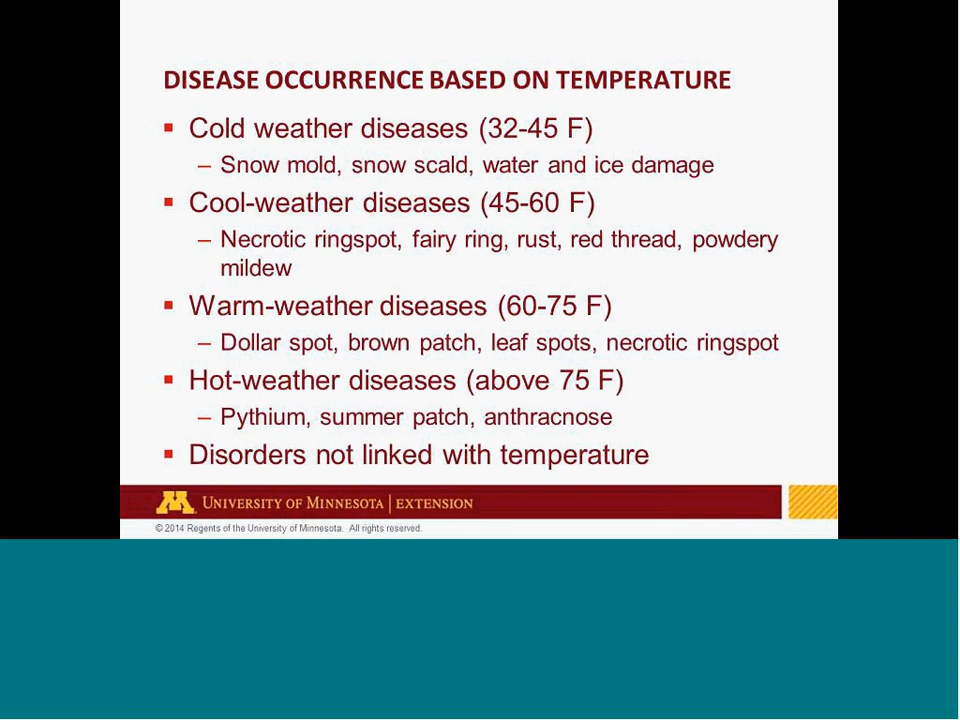 DISEASE OCCURRENCE BASED ON TEMPERATURE
▪ Cold weather diseases (32-45 F)
– Snow mold, snow scald, water and ice damage
▪ Cool-weather diseases (45-60 F)
– Necrotic ringspot, fairy ring, rust, red thread, powdery
mildew
▪ Warm-weather diseases (60-75 F)
– Dollar spot, brown patch, leaf spots, necrotic ringspot
▪ Hot-weather diseases (above 75 F)
– Pythium, summer patch, anthracnose
▪ Disorders not linked with temperature
M UNIVERSITY OF MINNESOTA | EXTENSION
© 2014 Regents of the University of Minnesota. All rights reserved.